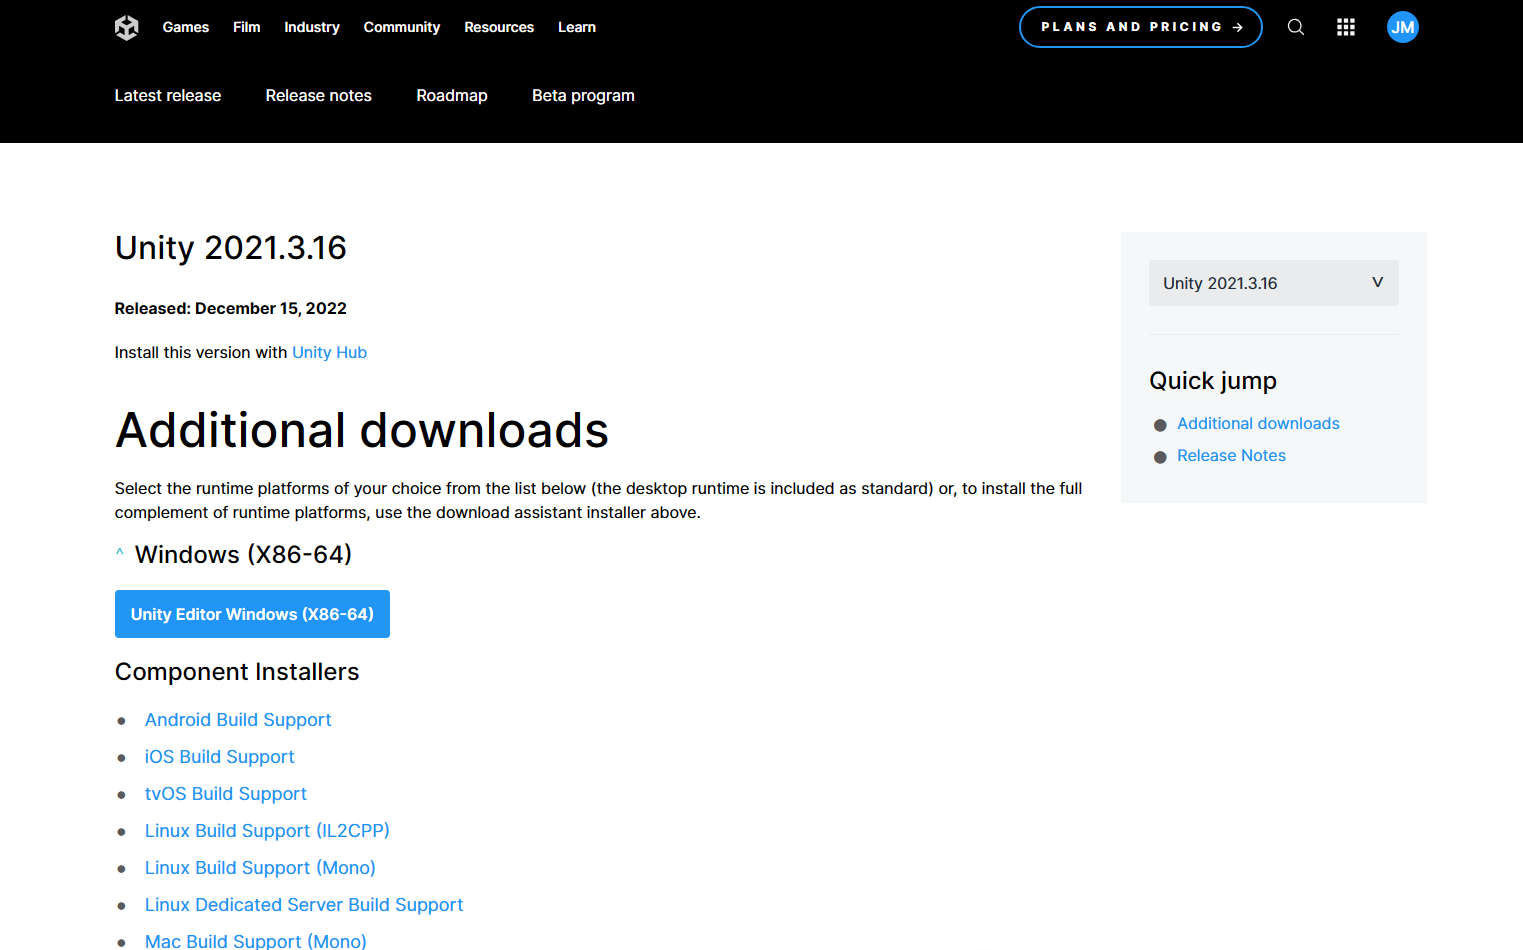 Games Film Industry Community Resources Learn
PLANS AND PRICING → JM
Latest release Release notes Roadmap Beta program
Unity 2021.3.16
Released: December 15, 2022
Install this version with Unity Hub
Additional downloads
Select the runtime platforms of your choice from the list below (the desktop runtime is included as standard) or, to install the full
complement of runtime platforms, use the download assistant installer above.
^ Windows (X86-64)
Unity Editor Windows (X86-64)
Component Installers
• Android Build Support
• iOS Build Support
• tvOS Build Support
• Linux Build Support (IL2CPP)
• Linux Build Support (Mono)
• Linux Dedicated Server Build Support
• Mac Build Support (Mono)
Unity 2021.3.16 V
Quick jump
• Additional downloads
• Release Notes